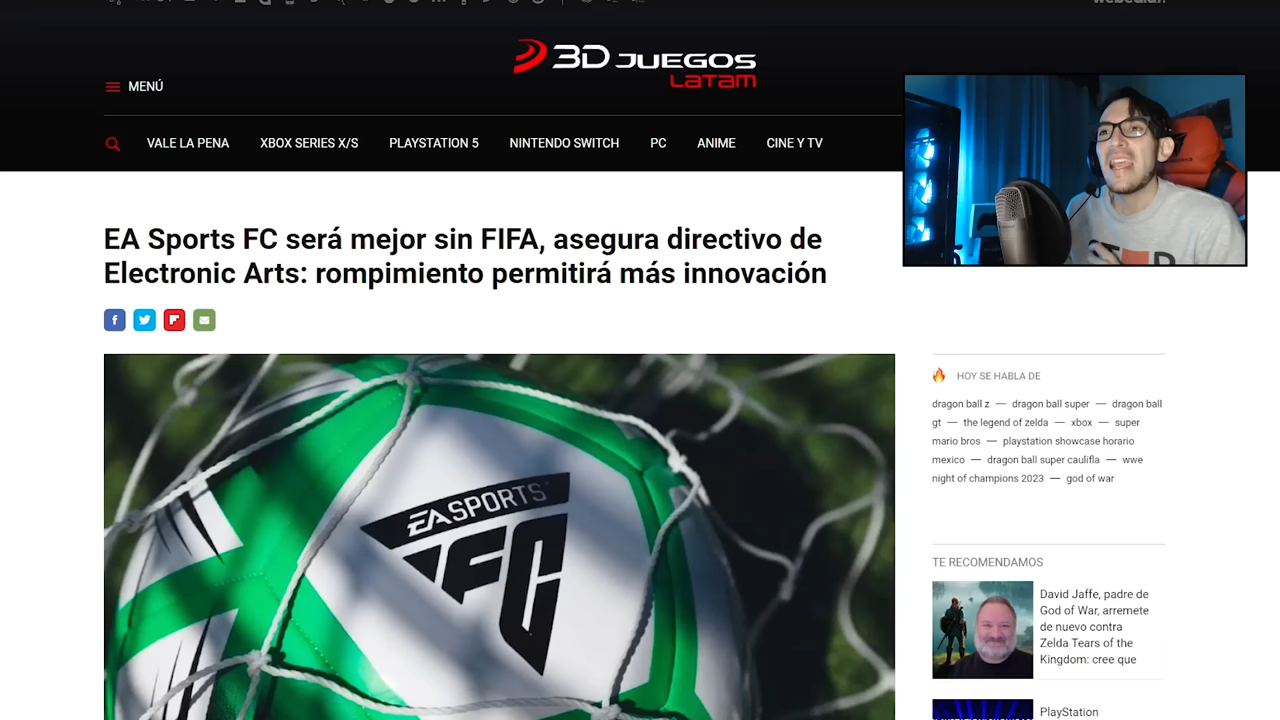 webedia
3D JUEGOS
LATAM
MENÚ
VALE LA PENA XBOX SERIES X/S PLAYSTATION 5 NINTENDO SWITCH PC ANIME CINE Y TV
EA Sports FC será mejor sin FIFA, asegura directivo de
Electronic Arts: rompimiento permitirá más innovación
HOY SE HABLA DE
dragon ball z — dragon ball super — dragon ball
gt — the legend of zelda — xbox — super
mario bros — playstation showcase horario
mexico — dragon ball super caulifla — wwe
night of champions 2023 — god of war
EA SPORTS
FC
TE RECOMENDAMOS
David Jaffe, padre de
God of War, arremete
de nuevo contra
Zelda Tears of the
Kingdom: cree que
PlayStation